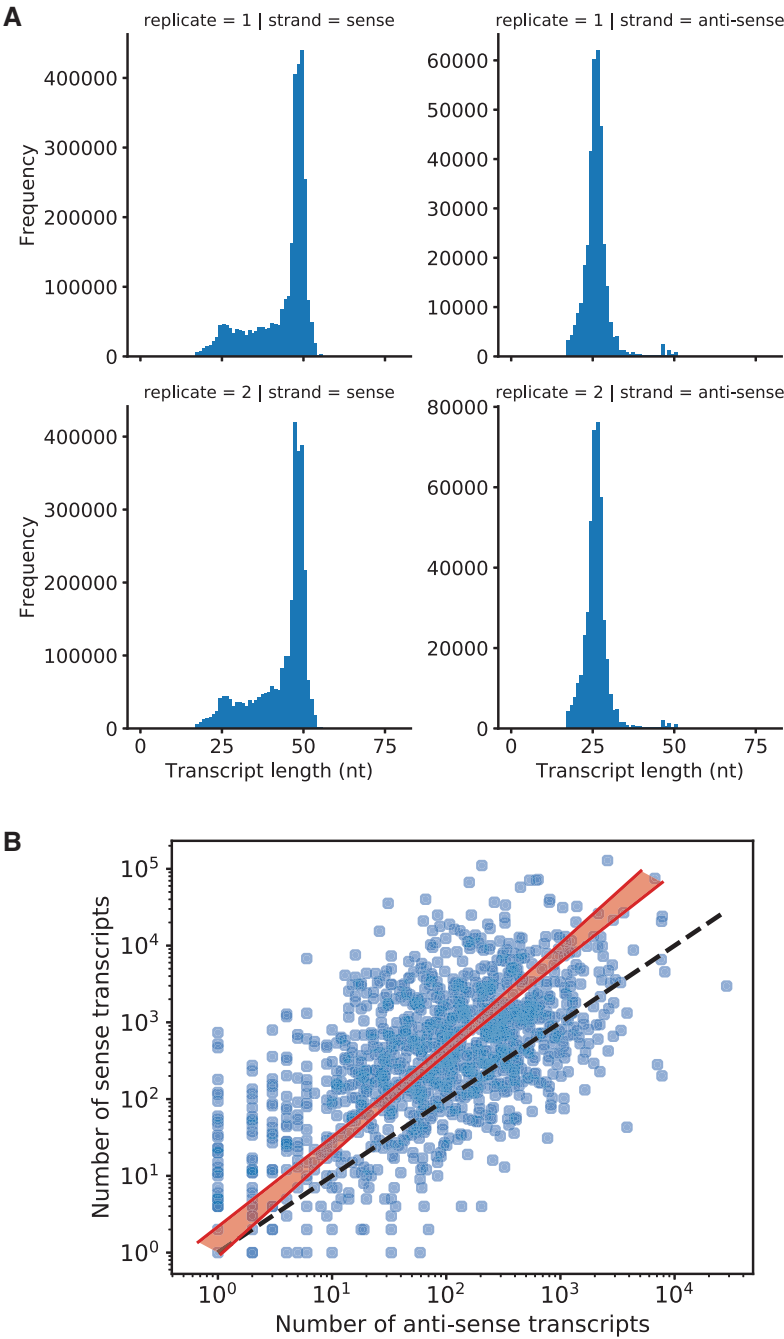 A
replicate = 1 | strand = sense
replicate = 1 | strand = anti-sense
Frequency
400000
300000
200000
100000
0
60000
50000
40000
30000
20000
10000
0
replicate = 2 | strand = sense
replicate = 2 | strand = anti-sense
Frequency
400000
300000
200000
100000
0
80000
60000
40000
20000
0
0 25 50 75
0 25 50 75
Transcript length (nt)
Transcript length (nt)
B
Number of sense transcripts
10⁵
10⁴
10³
10²
10¹
10⁰
10⁰ 10¹ 10² 10³ 10⁴
Number of anti-sense transcripts